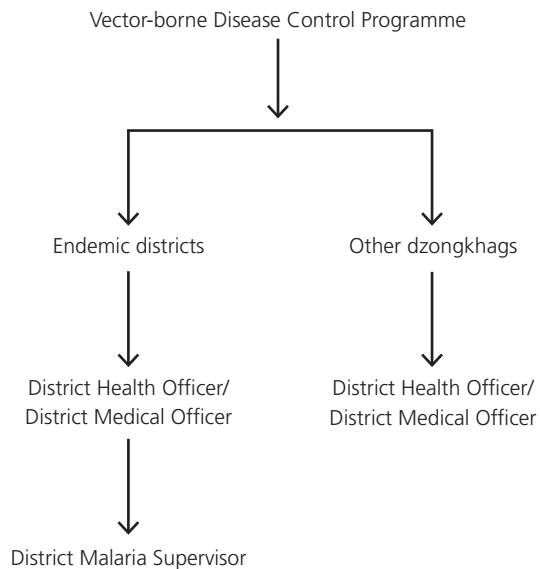 Vector-borne Disease Control Programme
Endemic districts
Other dzongkhags
District Health Officer/
District Medical Officer
District Health Officer/
District Medical Officer
District Malaria Supervisor